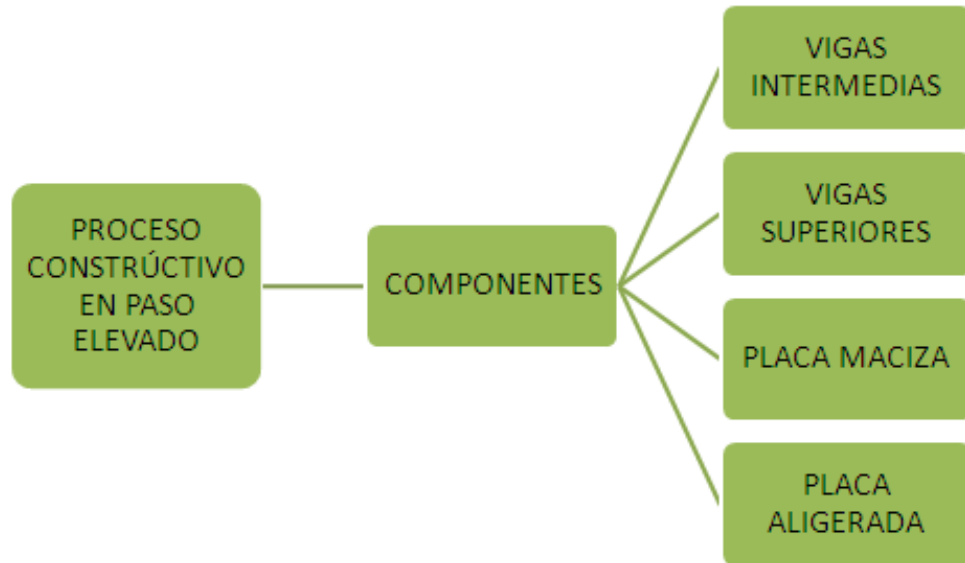 PROCESO
CONSTRÚCTIVO
EN PASO
ELEVADO
COMPONENTES
VIGAS
INTERMEDIAS
VIGAS
SUPERIORES
PLACA MACIZA
PLACA
ALIGERADA